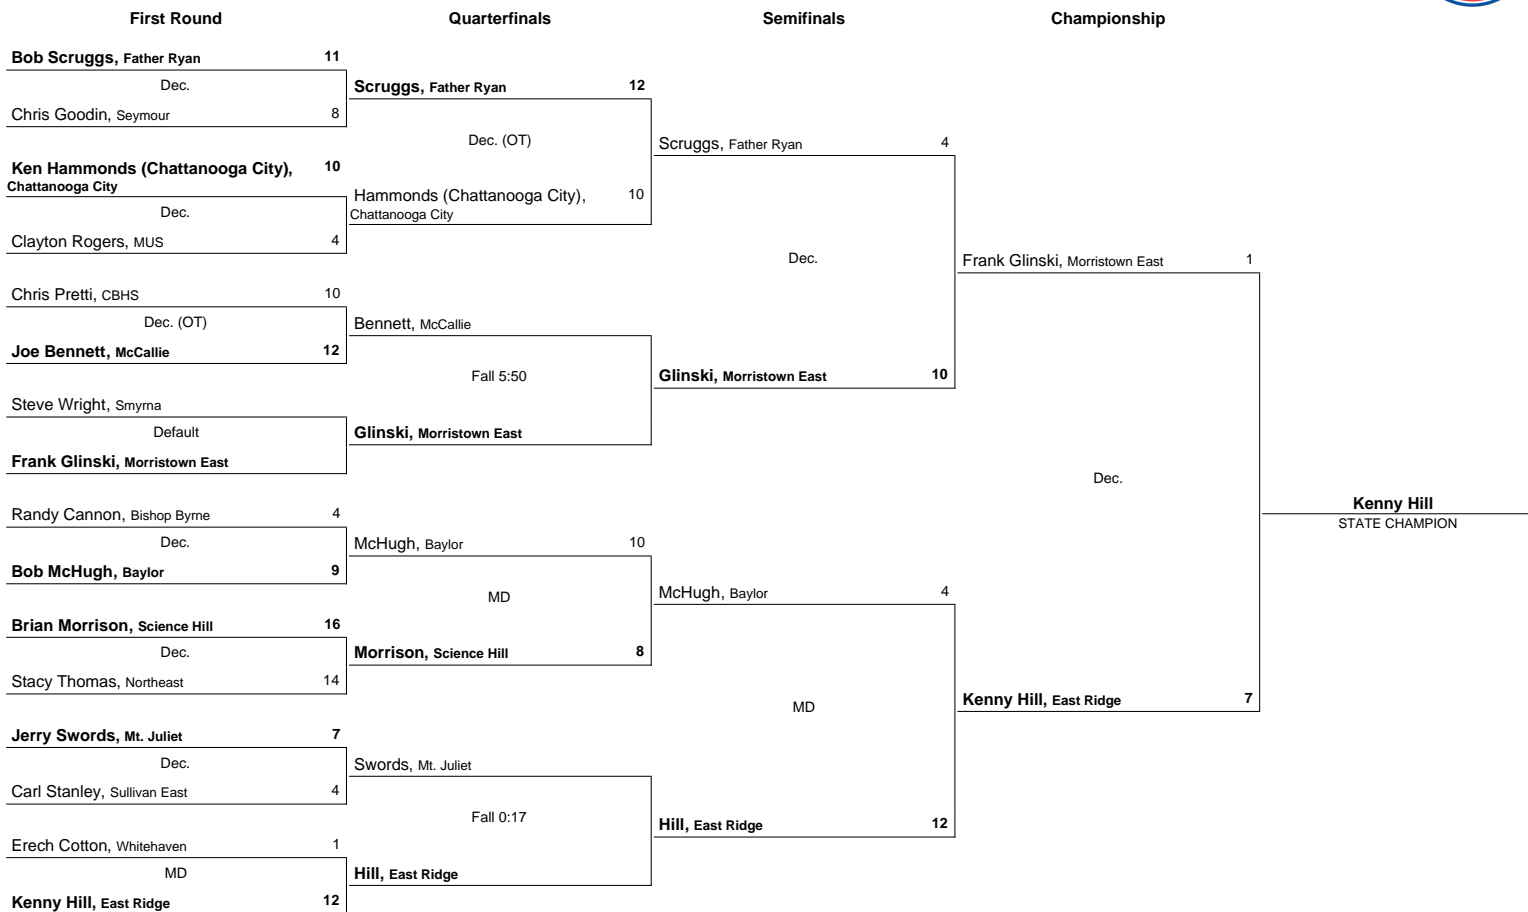 First Round Quarterfinals Semifinals Championship
Bob Scruggs, Father Ryan 11
Dec.
Chris Goodin, Seymour 8
Ken Hammonds (Chattanooga City), 10
Chattanooga City
Dec.
Clayton Rogers, MUS 4
Chris Pretti, CBHS 10
Dec. (OT)
Joe Bennett, McCallie 12
Steve Wright, Smyrna
Default
Frank Glinski, Morristown East
Randy Cannon, Bishop Byrne 4
Dec.
Bob McHugh, Baylor 9
Brian Morrison, Science Hill 16
Dec.
Stacy Thomas, Northeast 14
Jerry Swords, Mt. Juliet 7
Dec.
Carl Stanley, Sullivan East 4
Erech Cotton, Whitehaven 1
MD
Kenny Hill, East Ridge 12
Scruggs, Father Ryan 12
Dec. (OT)
Hammonds (Chattanooga City), 10
Chattanooga City
Bennett, McCallie
Fall 5:50
Glinski, Morristown East
McHugh, Baylor 10
MD
Morrison, Science Hill 8
Swords, Mt. Juliet
Fall 0:17
Hill, East Ridge
Scruggs, Father Ryan 4
Dec.
Glinski, Morristown East 10
McHugh, Baylor 4
MD
Hill, East Ridge 12
Frank Glinski, Morristown East 1
Dec.
Kenny Hill, East Ridge 7
Kenny Hill
STATE CHAMPION